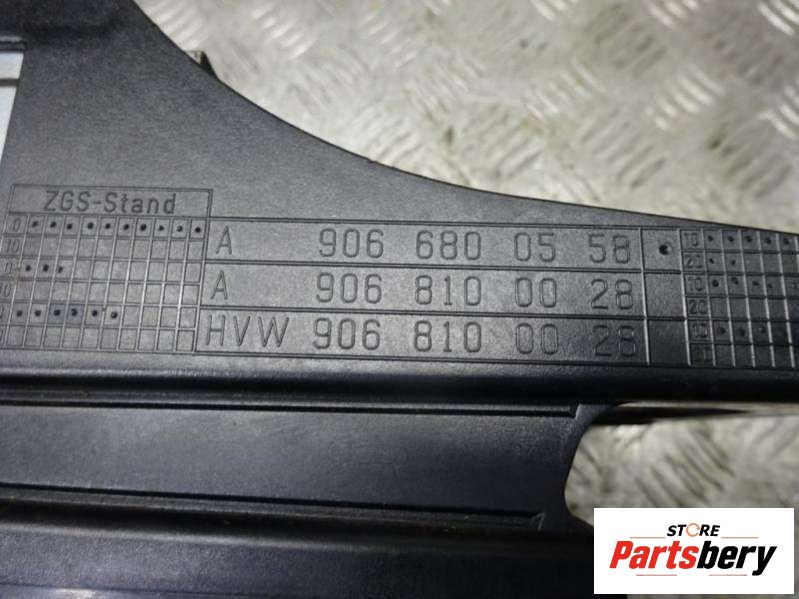 ZGS-Stand
A 906 680 05 58
A 906 810 00 28
HVW 906 810 00 28
STORE
Partsbery